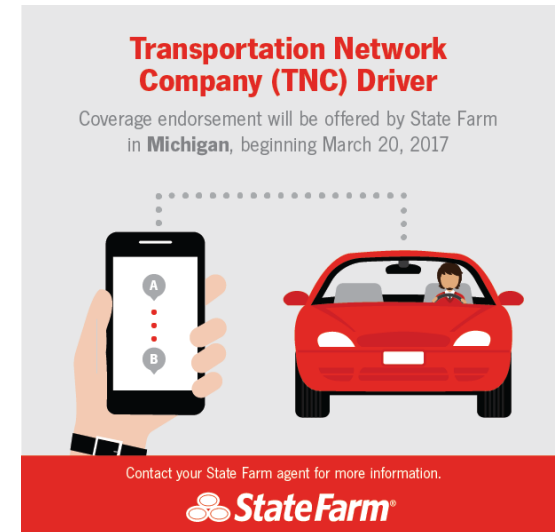 Transportation Network
Company (TNC) Driver
Coverage endorsement will be offered by State Farm
in Michigan, beginning March 20, 2017
A
B
Contact your State Farm agent for more information.
StateFarm®